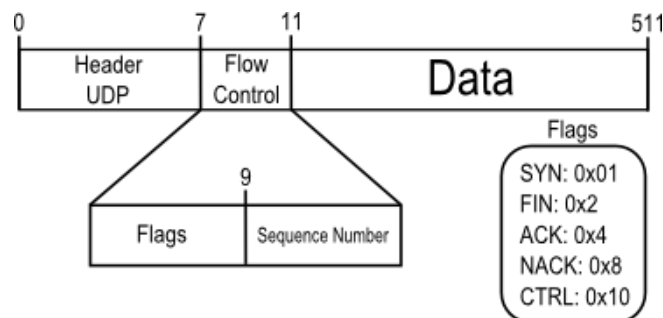 0 7 11 511
Header Flow Data
UDP Control
9
Flags Sequence Number
Flags
SYN: 0x01
FIN: 0x2
ACK: 0x4
NACK: 0x8
CTRL: 0x10